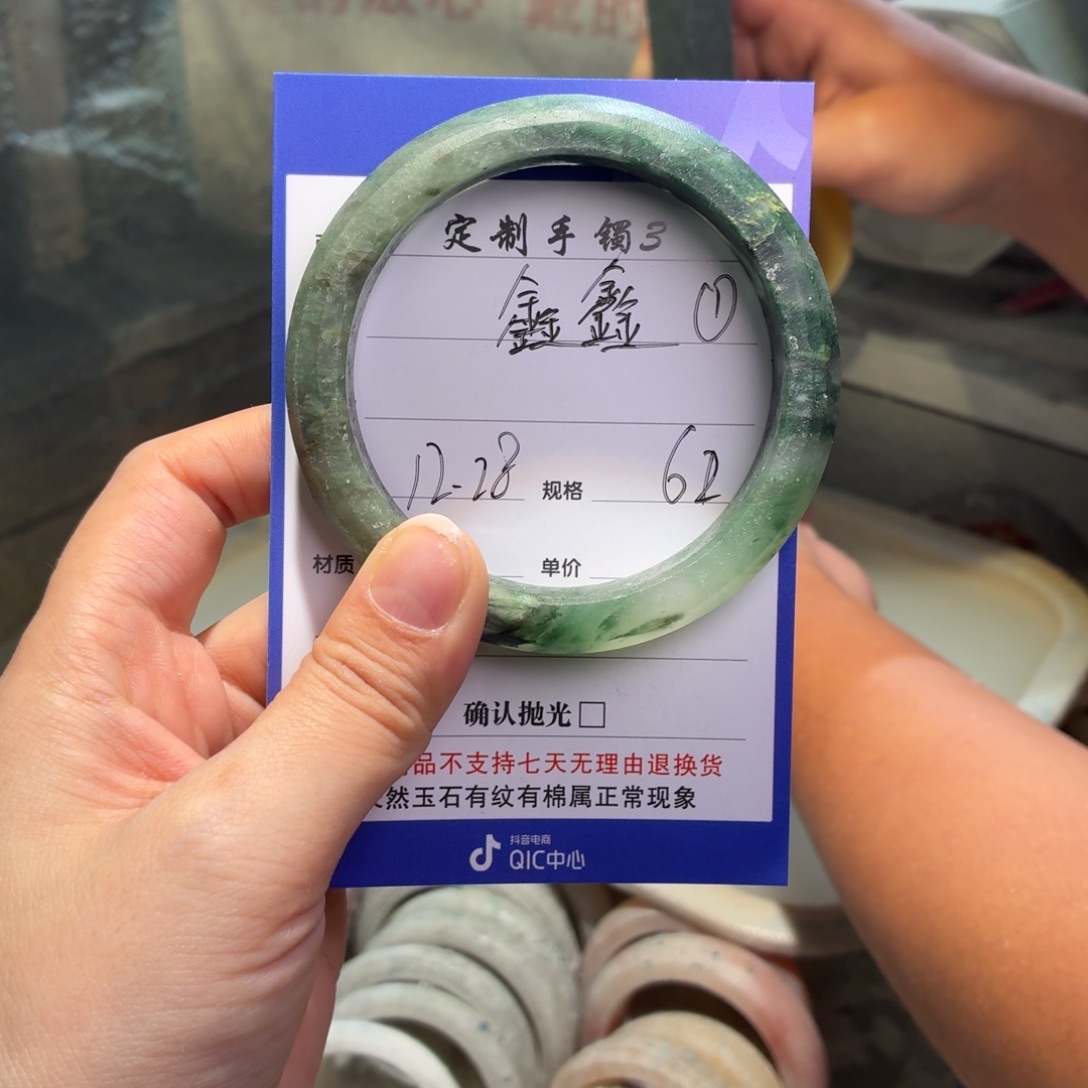 定制手镯3
鑫鑫 ①
12-28 规格 62
材质 单价
确认抛光□
品不支持七天无理由退换货
然玉石有纹有棉属正常现象
抖音电商
QIC中心